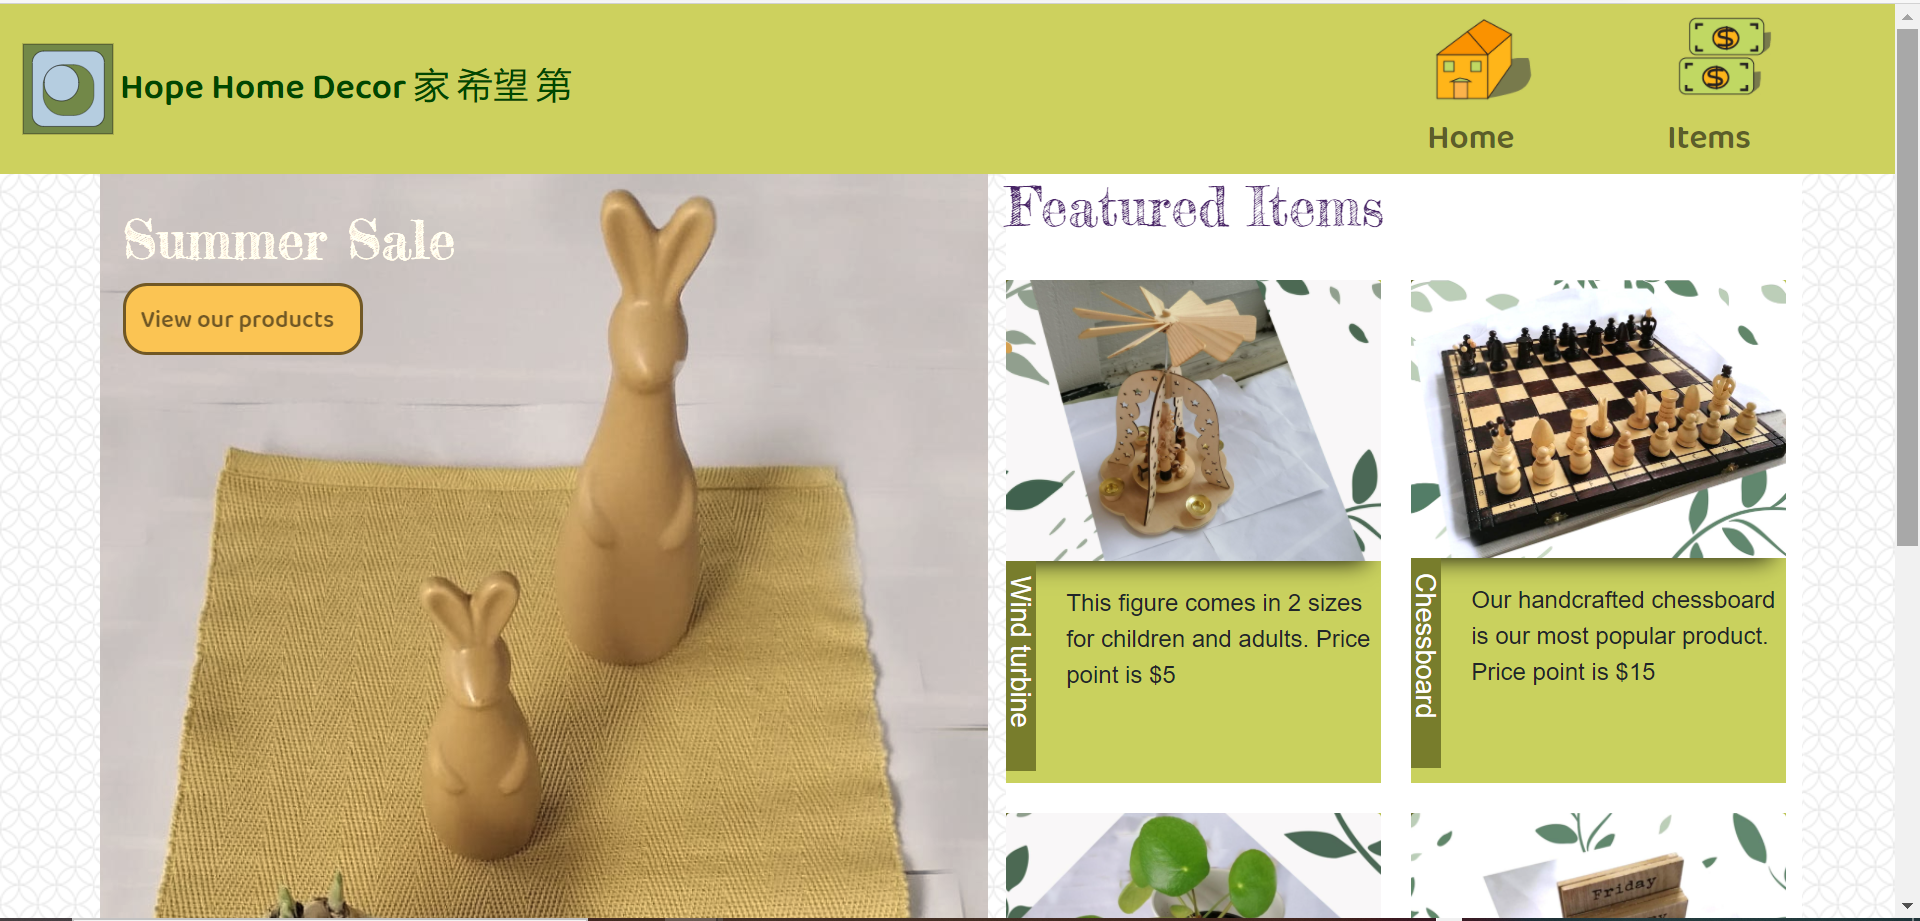 Hope Home Decor 家 希望 第
Home
Items
Summer Sale
View our products
Featured Items
Wind turbine
This figure comes in 2 sizes
for children and adults. Price
point is $5
Chessboard
Our handcrafted chessboard
is our most popular product.
Price point is $15
Friday